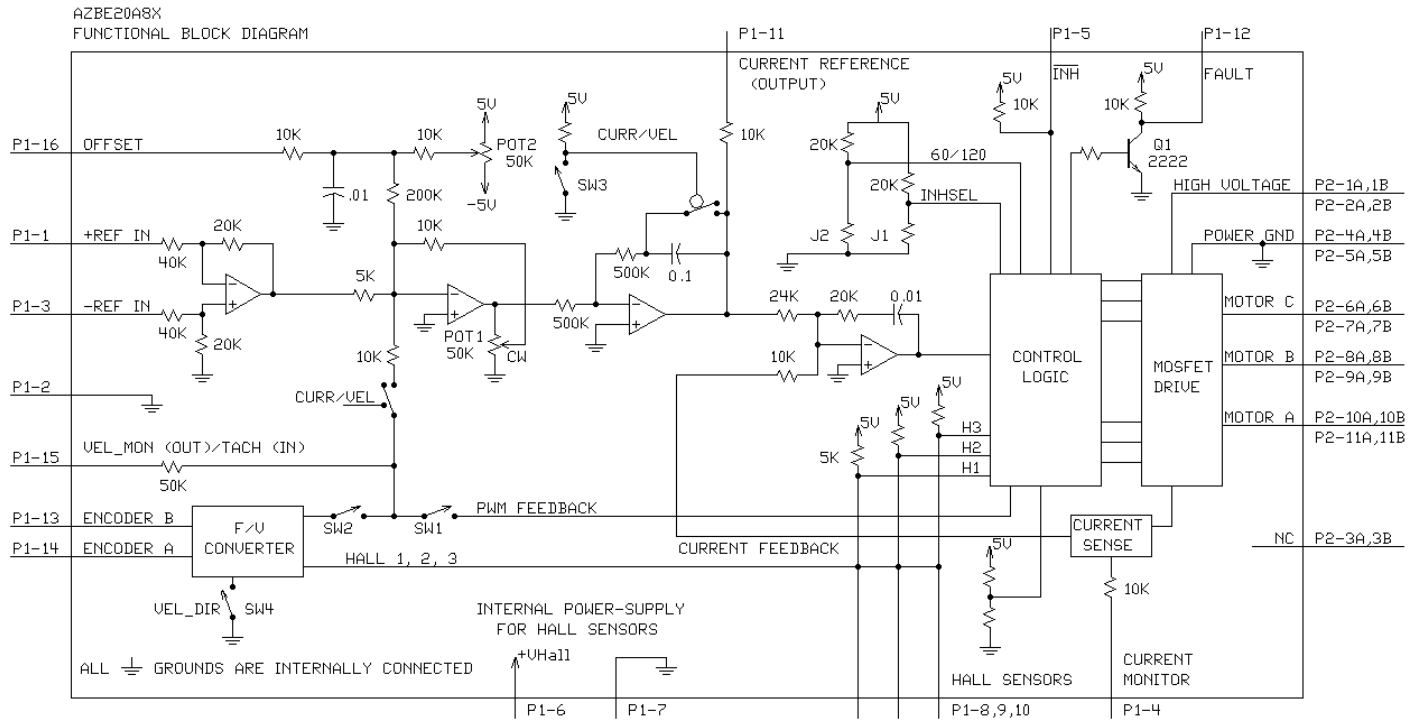 AZBE20A8X
FUNCTIONAL BLOCK DIAGRAM
P1-11
P1-5
P1-12
CURRENT REFERENCE
(OUTPUT)
INH
FAULT
5V
10K
5V
10K
Q1
2222
P1-16
OFFSET
10K
10K
5V
POT2
50K
-5V
.01
200K
5V
CURR/VEL
SW3
10K
5V
20K
60/120
20K
INHSEL
J2
J1
HIGH VOLTAGE
P2-1A,1B
P2-2A,2B
P1-1
+REF IN
40K
20K
10K
500K
0.1
POWER GND
P2-4A,4B
P2-5A,5B
P1-3
-REF IN
40K
20K
5K
POT1
50K
CW
500K
24K
20K
0.01
10K
CONTROL
LOGIC
MOSFET
DRIVE
MOTOR C
P2-6A,6B
P2-7A,7B
MOTOR B
P2-8A,8B
P2-9A,9B
MOTOR A
P2-10A,10B
P2-11A,11B
10K
P1-2
CURR/VEL
5V
5V
5V
5K
H3
H2
H1
P1-15
VEL_MON (OUT)/TACH (IN)
50K
P1-13
ENCODER B
P1-14
ENCODER A
F/V
CONVERTER
SW2
SW1
PWM FEEDBACK
CURRENT FEEDBACK
CURRENT
SENSE
NC
P2-3A,3B
HALL 1, 2, 3
5V
10K
VEL_DIR
SW4
INTERNAL POWER-SUPPLY
FOR HALL SENSORS
+VHall
ALL GROUNDS ARE INTERNALLY CONNECTED
HALL SENSORS
CURRENT
MONITOR
P1-6
P1-7
P1-8,9,10
P1-4